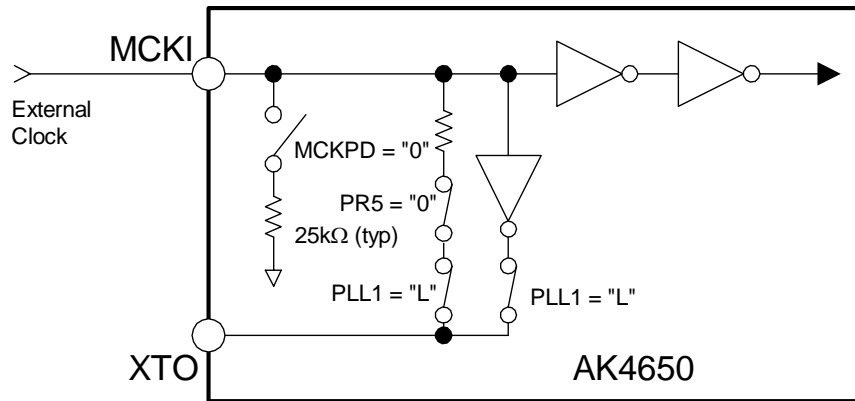 MCKI
External
Clock
MCKPD = "0"
PR5 = "0"
25kΩ (typ)
PLL1 = "L"
PLL1 = "L"
XTO
AK4650